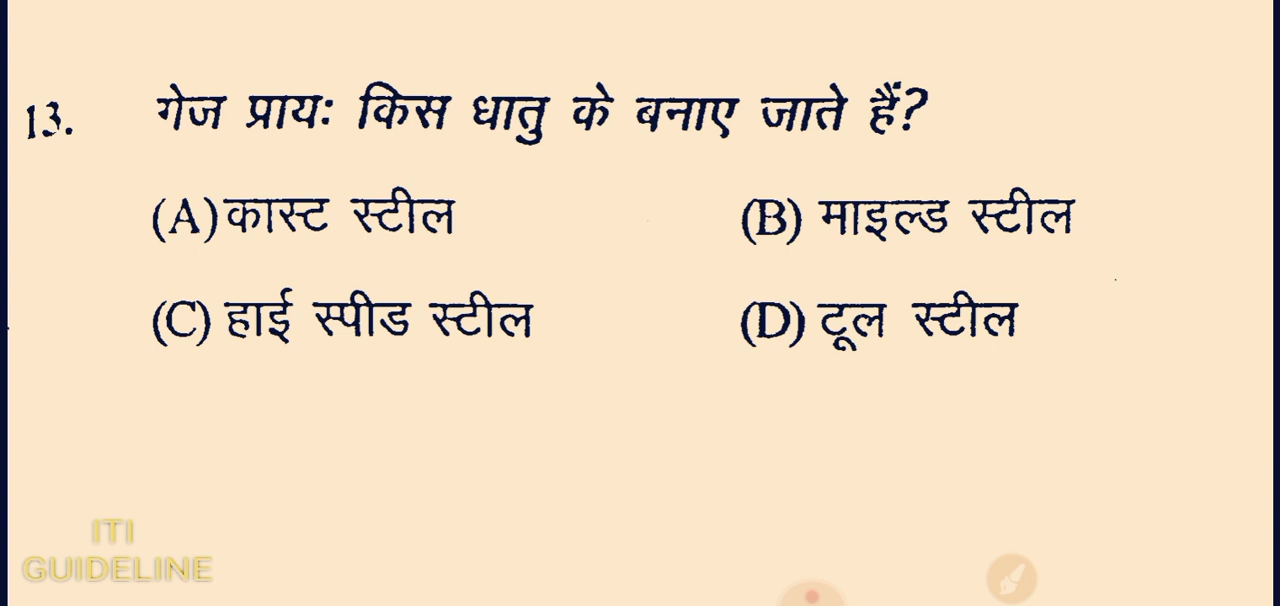 13. गेज प्रायः किस धातु के बनाए जाते हैं?
(A) कास्ट स्टील (B) माइल्ड स्टील
(C) हाई स्पीड स्टील (D) टूल स्टील
ITI
GUIDELINE